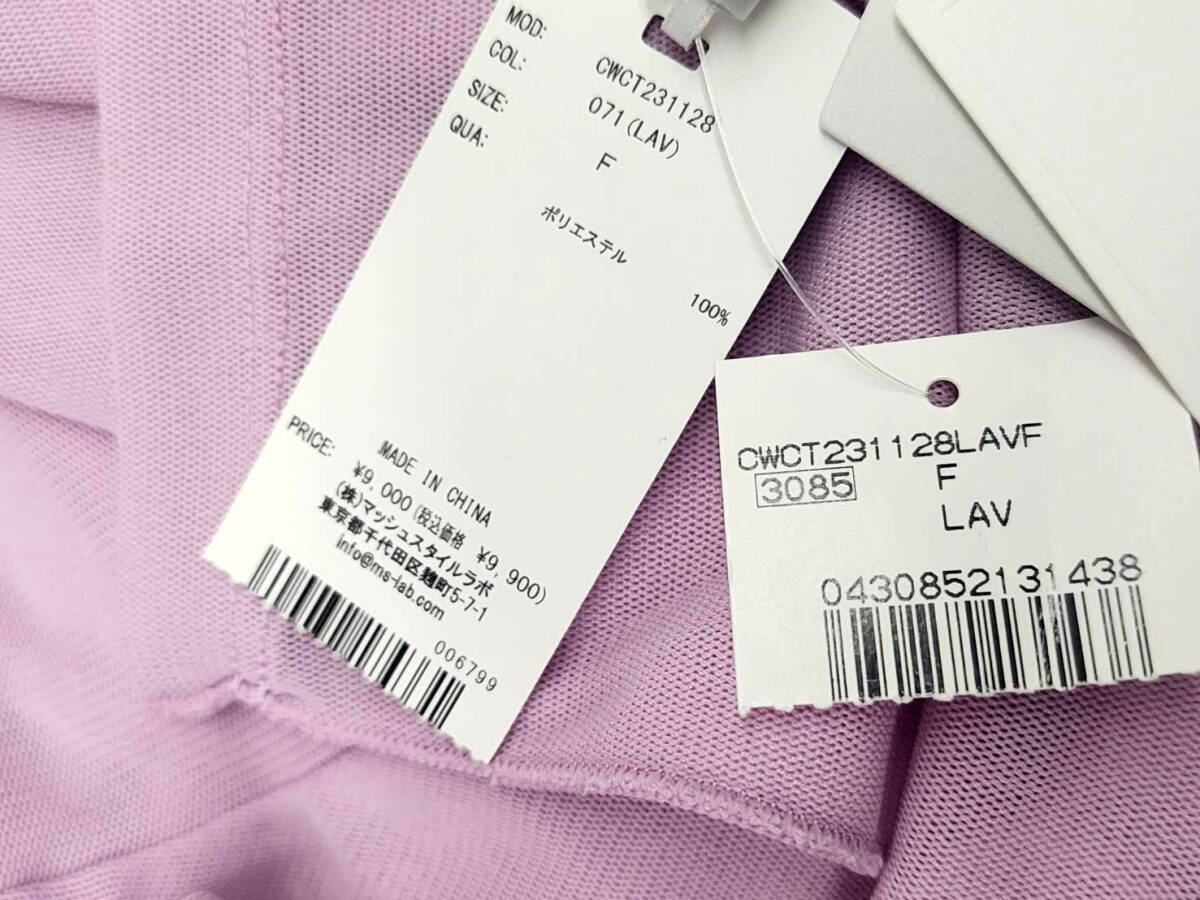 MOD: CWCT231128
COL: 071(LAV)
SIZE: F
QUA:
ポリエステル
100%
MADE IN CHINA
PRICE: ¥9,000(税込価格 ¥9,900)
(株)マッシュスタイルラボ
東京都千代田区麹町5-7-1
info@ms-lab.com
006799
CWCT231128LAVF
3085 F
LAV
0430852131438